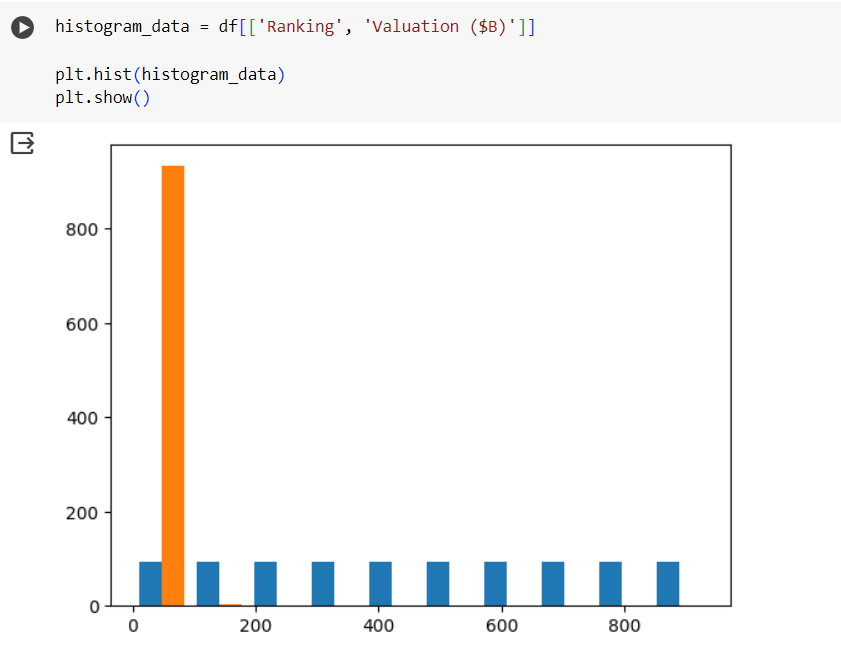 histogram_data = df[['Ranking', 'Valuation ($B)']]
plt.hist(histogram_data)
plt.show()
800
600
400
200
0
0 200 400 600 800